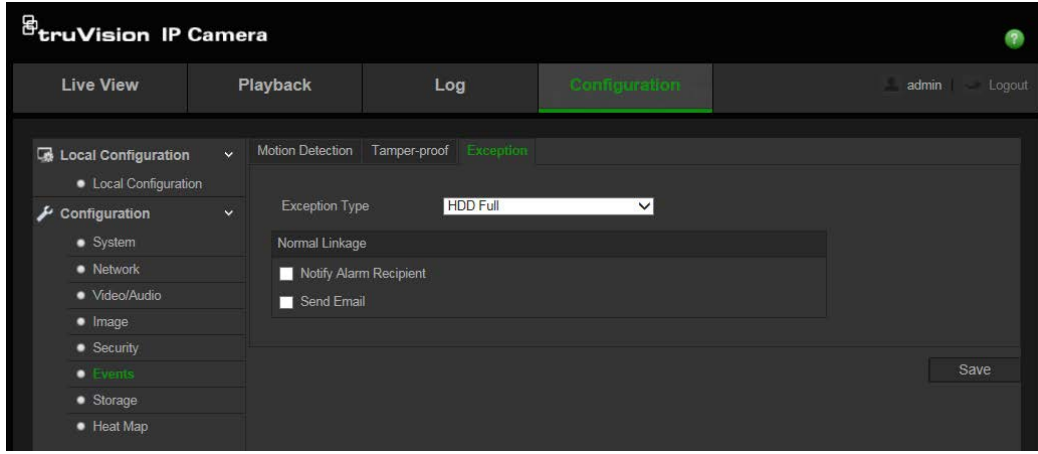 truVision IP Camera
?
Live View Playback Log Configuration admin | Logout
Local Configuration
Local Configuration
Configuration
System
Network
Video/Audio
Image
Security
Events
Storage
Heat Map
Motion Detection Tamper-proof Exception
Exception Type HDD Full
Normal Linkage
Notify Alarm Recipient
Send Email
Save